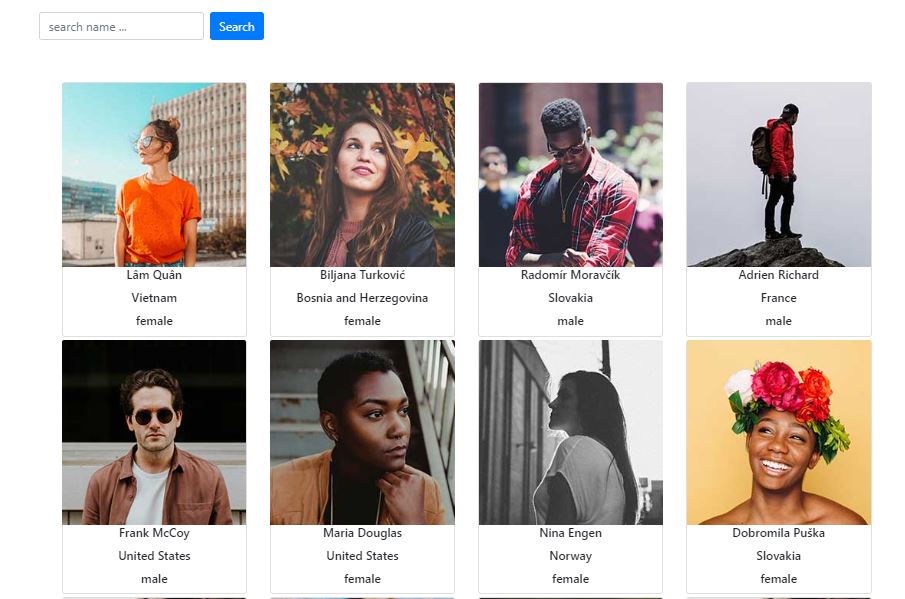 search name ...
Search
Lâm Quân
Vietnam
female
Biljana Turković
Bosnia and Herzegovina
female
Radomír Moravčík
Slovakia
male
Adrien Richard
France
male
Frank McCoy
United States
male
Maria Douglas
United States
female
Nina Engen
Norway
female
Dobromila Puška
Slovakia
female